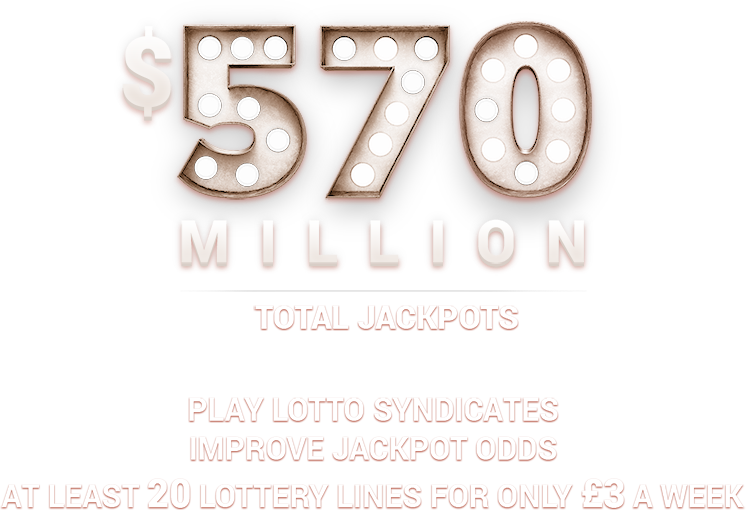 $570
MILLION
TOTAL JACKPOTS
PLAY LOTTO SYNDICATES
IMPROVE JACKPOT ODDS
AT LEAST 20 LOTTERY LINES FOR ONLY £3 A WEEK